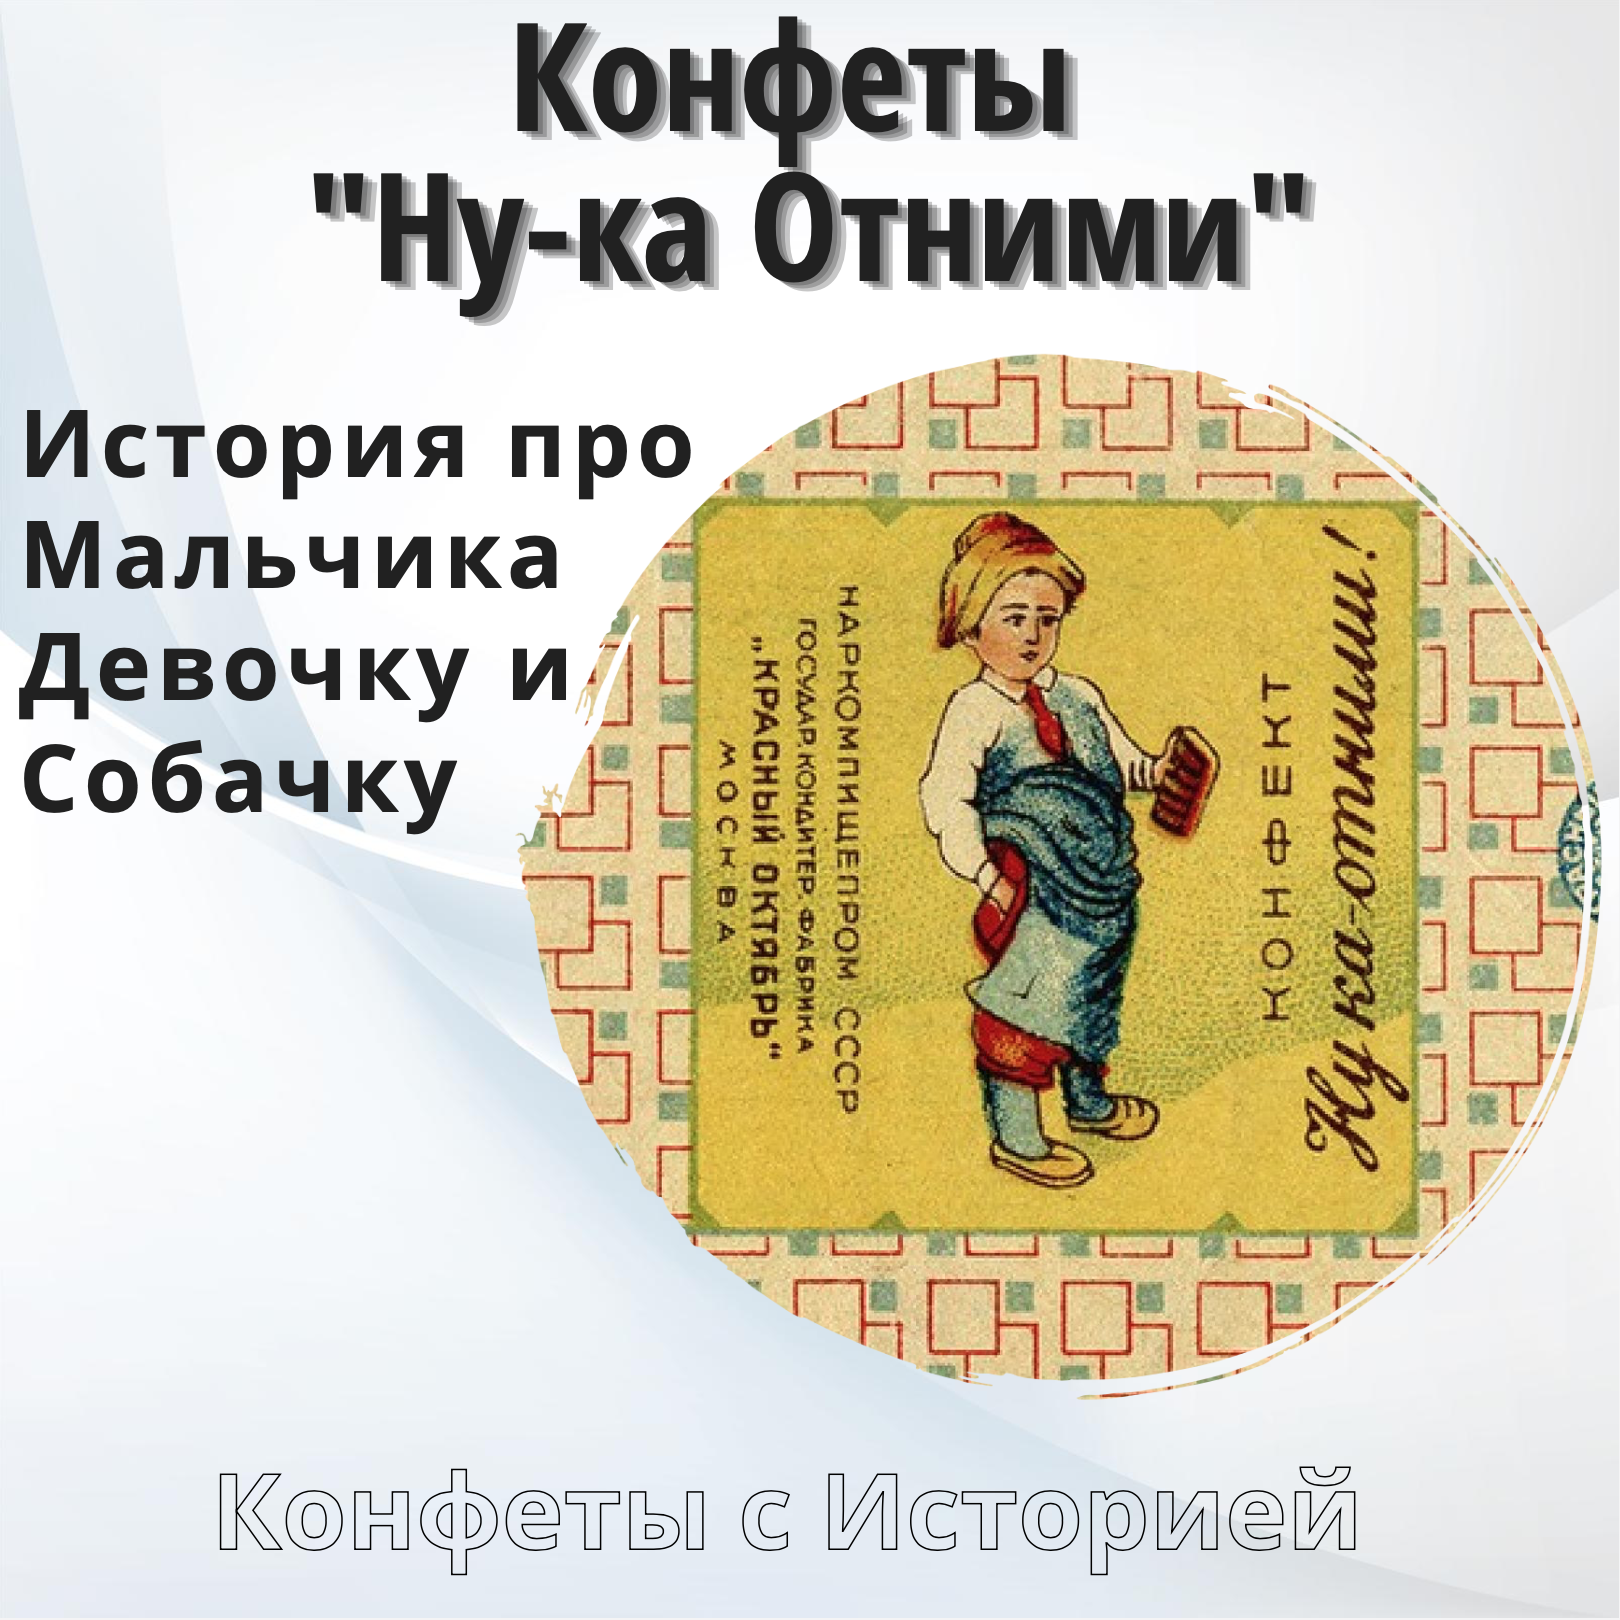 Конфеты
"Ну-ка Отними"
История про
Мальчика
Девочку и
Собачку
НАРКОМПИЩЕПРОМ СССР
ГОСУДАР. КОНДИТЕР. ФАБРИКА
„КРАСНЫЙ ОКТЯБРЬ“
МОСКВА
КОНФЕКТ
Ну ка-отними!
Конфеты с Историей